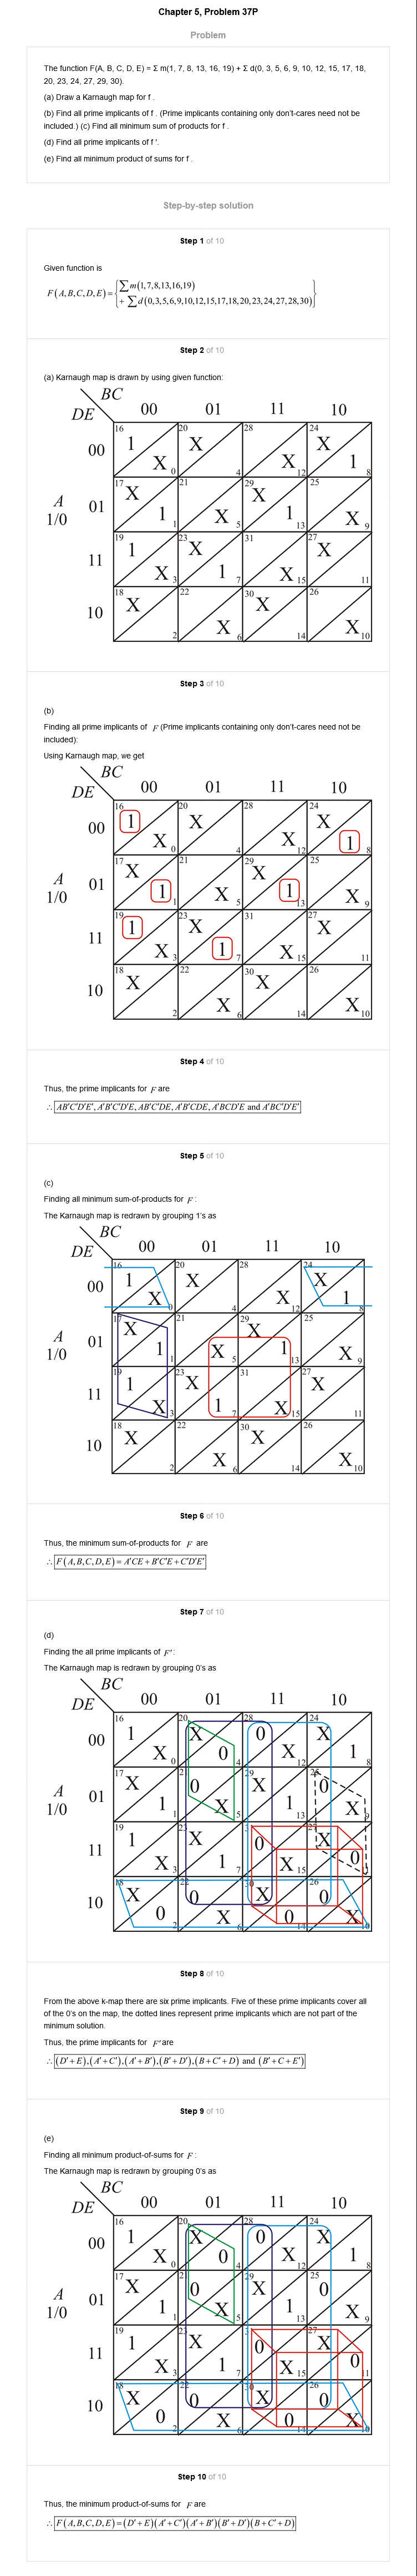 Chapter 5, Problem 37P
Problem
The function F(A, B, C, D, E) = Σ m(1, 7, 8, 13, 16, 19) + Σ d(0, 3, 5, 6, 9, 10, 12, 15, 17, 18,
20, 23, 24, 27, 29, 30).
(a) Draw a Karnaugh map for f .
(b) Find all prime implicants of f . (Prime implicants containing only don't-cares need not be
included.) (c) Find all minimum sum of products for f .
(d) Find all prime implicants of f '.
(e) Find all minimum product of sums for f .
Step-by-step solution
Step 1 of 10
Given function is
F(A,B,C,D,E) = {∑m(1,7,8,13,16,19)
+ ∑d(0,3,5,6,9,10,12,15,17,18,20,23,24,27,28,30)}
Step 2 of 10
(a) Karnaugh map is drawn by using given function:
BC
DE 00 01 11 10
16 20 28 24
00 1 X X
X 0 4 X 12 1 8
17 21 29 25
A 01 X X
1/0 1 1 X 5 1 13 X 9
19 23 31 27
11 1 X X
X 3 1 7 X 15 11
18 22 30 26
10 X X
2 X 6 14 X 10
Step 3 of 10
(b)
Finding all prime implicants of F (Prime implicants containing only don't-cares need not be
included):
Using Karnaugh map, we get
BC
DE 00 01 11 10
16 20 28 24
00 1 X X
X 0 4 X 12 1 8
17 21 29 25
A 01 X X
1/0 1 1 X 5 1 13 X 9
19 23 31 27
11 1 X X
X 3 1 7 X 15 11
18 22 30 26
10 X X
2 X 6 14 X 10
Step 4 of 10
Thus, the prime implicants for F are
∴ AB'C'D'E', A'B'C'D'E, AB'C'DE, A'B'CDE, A'BCD'E and A'BC'D'E'
Step 5 of 10
(c)
Finding all minimum sum-of-products for F :
The Karnaugh map is redrawn by grouping 1's as
BC
DE 00 01 11 10
16 20 28 24
00 1 X X
X 0 4 X 12 1 8
17 21 29 25
A 01 X X
1/0 1 1 X 5 1 13 X 9
19 23 31 27
11 1 X X
X 3 1 7 X 15 11
18 22 30 26
10 X X
2 X 6 14 X 10
Step 6 of 10
Thus, the minimum sum-of-products for F are
∴ F(A,B,C,D,E) = A'CE + B'C'E + C'D'E'
Step 7 of 10
(d)
Finding the all prime implicants of F':
The Karnaugh map is redrawn by grouping 0's as
BC
DE 00 01 11 10
16 20 28 24
00 1 X 0 X
X 0 0 4 X 12 1 8
17 21 29 25
A 01 X 0 X 0
1/0 1 1 X 5 1 13 X 9
19 23 31 27
11 1 X 0 X
X 3 1 7 X 15 0
18 22 30 26
10 X 0 X 0
0 2 X 6 0 14 X 10
Step 8 of 10
From the above k-map there are six prime implicants. Five of these prime implicants cover all
of the 0's on the map, the dotted lines represent prime implicants which are not part of the
minimum solution.
Thus, the prime implicants for F' are
∴ (D'+E),(A'+C'),(A'+B'),(B'+D'),(B+C'+D) and (B'+C+E')
Step 9 of 10
(e)
Finding all minimum product-of-sums for F :
The Karnaugh map is redrawn by grouping 0's as
BC
DE 00 01 11 10
16 20 28 24
00 1 X 0 X
X 0 0 4 X 12 1 8
17 21 29 25
A 01 X 0 X 0
1/0 1 1 X 5 1 13 X 9
19 23 31 27
11 1 X 0 X
X 3 1 7 X 15 0 11
18 22 30 26
10 X 0 X 0
0 2 X 6 0 14 X 10
Step 10 of 10
Thus, the minimum product-of-sums for F are
∴ F(A,B,C,D,E) = (D'+E)(A'+C')(A'+B')(B'+D')(B+C'+D)